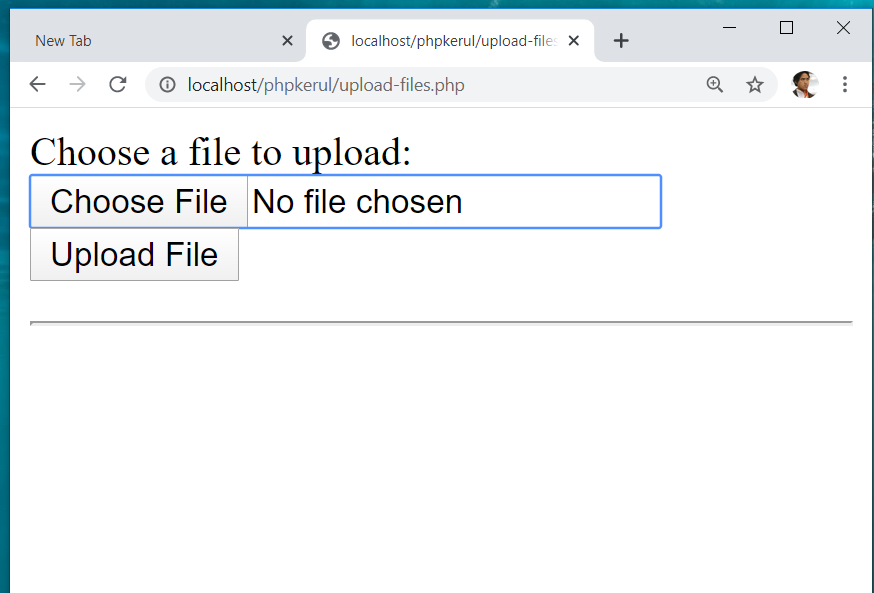 New Tab
localhost/phpkerul/upload-files
localhost/phpkerul/upload-files.php
Choose a file to upload:
Choose File No file chosen
Upload File